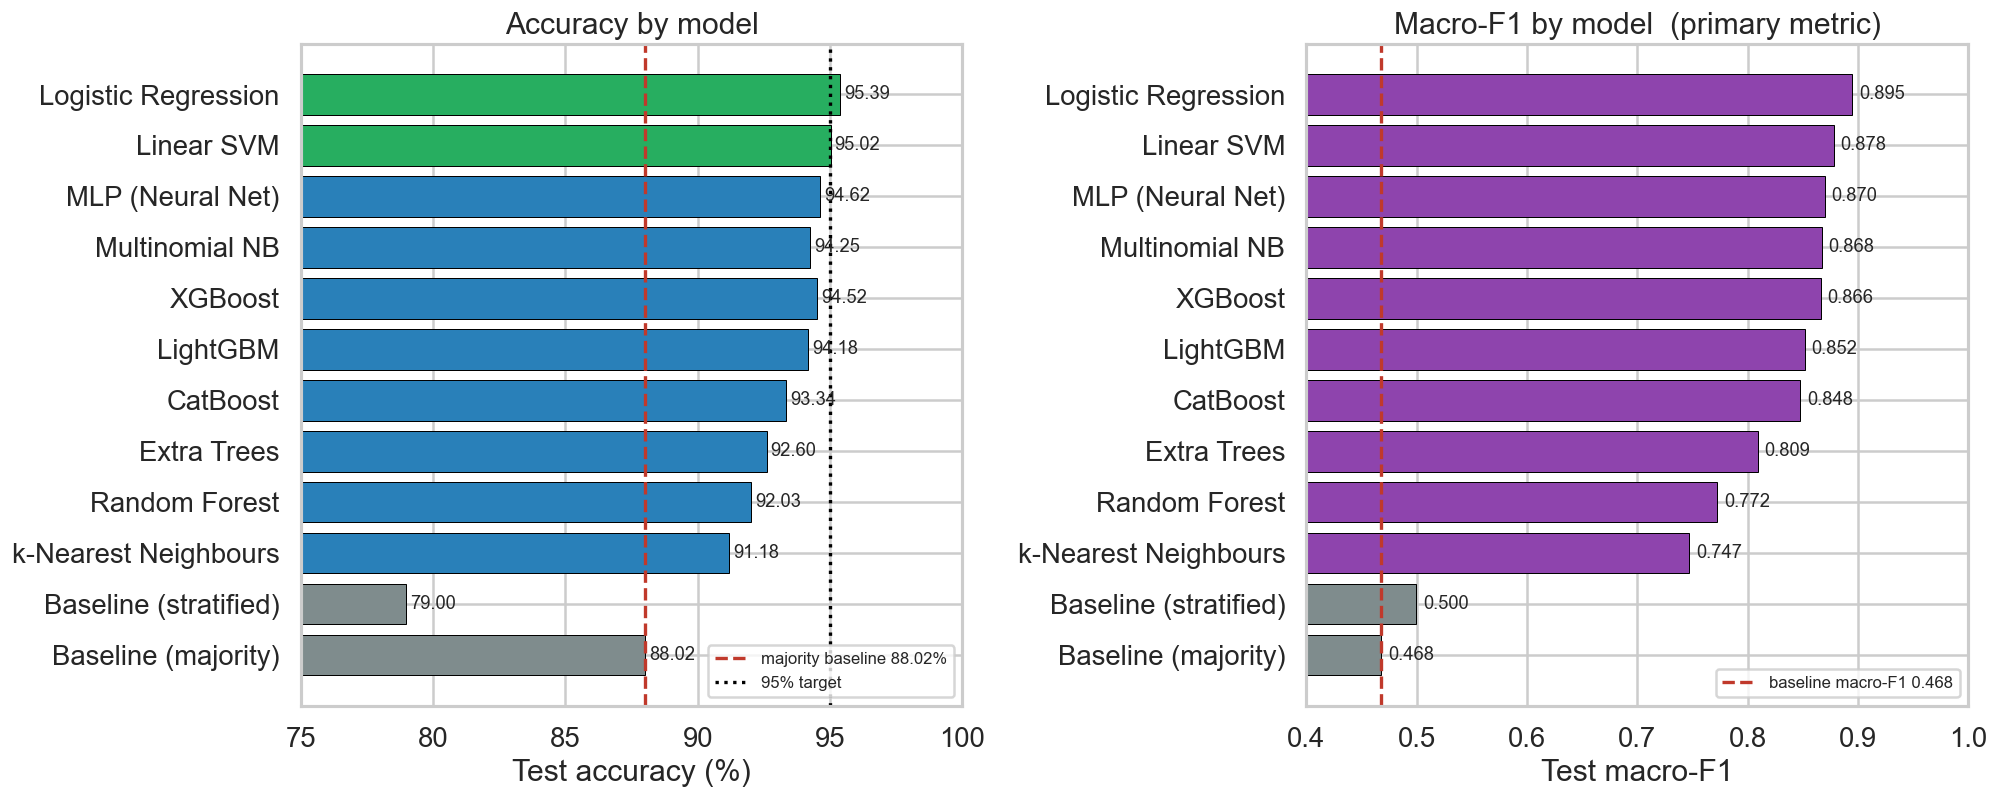 Accuracy by model
Logistic Regression 95.39
Linear SVM 95.02
MLP (Neural Net) 94.62
Multinomial NB 94.25
XGBoost 94.52
LightGBM 94.18
CatBoost 93.34
Extra Trees 92.60
Random Forest 92.03
k-Nearest Neighbours 91.18
Baseline (stratified) 79.00
Baseline (majority) 88.02
majority baseline 88.02%
95% target
75 80 85 90 95 100
Test accuracy (%)
Macro-F1 by model (primary metric)
Logistic Regression 0.895
Linear SVM 0.878
MLP (Neural Net) 0.870
Multinomial NB 0.868
XGBoost 0.866
LightGBM 0.852
CatBoost 0.848
Extra Trees 0.809
Random Forest 0.772
k-Nearest Neighbours 0.747
Baseline (stratified) 0.500
Baseline (majority) 0.468
baseline macro-F1 0.468
0.4 0.5 0.6 0.7 0.8 0.9 1.0
Test macro-F1